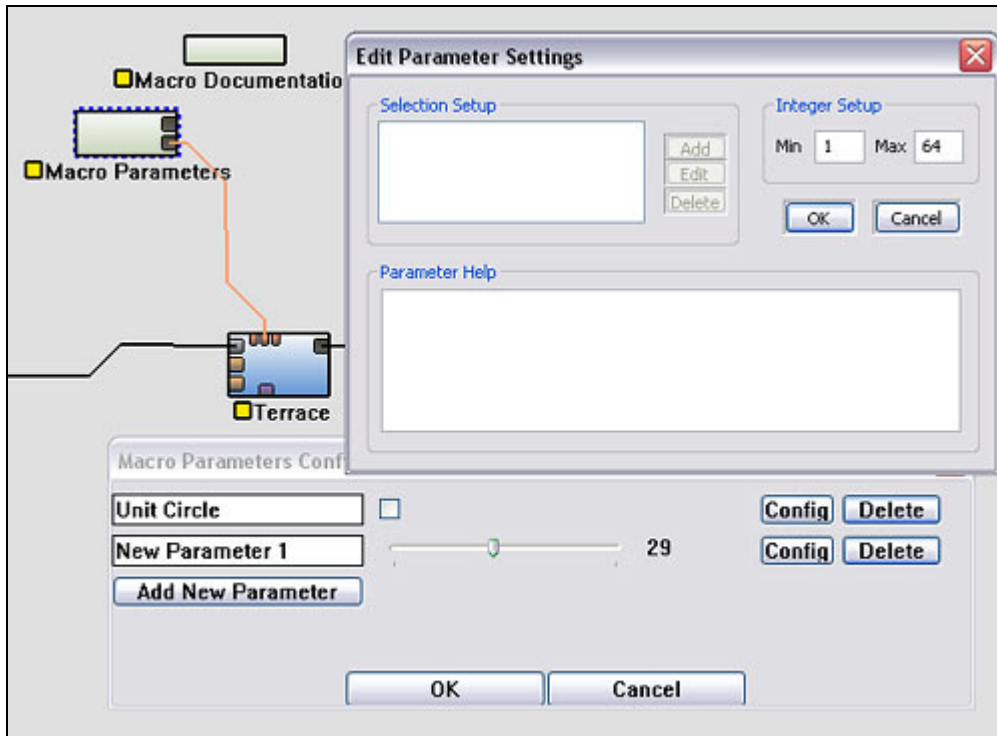 Macro Documentatio
Macro Parameters
Terrace
Edit Parameter Settings
Selection Setup
Add
Edit
Delete
Integer Setup
Min 1 Max 64
OK Cancel
Parameter Help
Macro Parameters Conf
Unit Circle Config Delete
New Parameter 1 29 Config Delete
Add New Parameter
OK Cancel